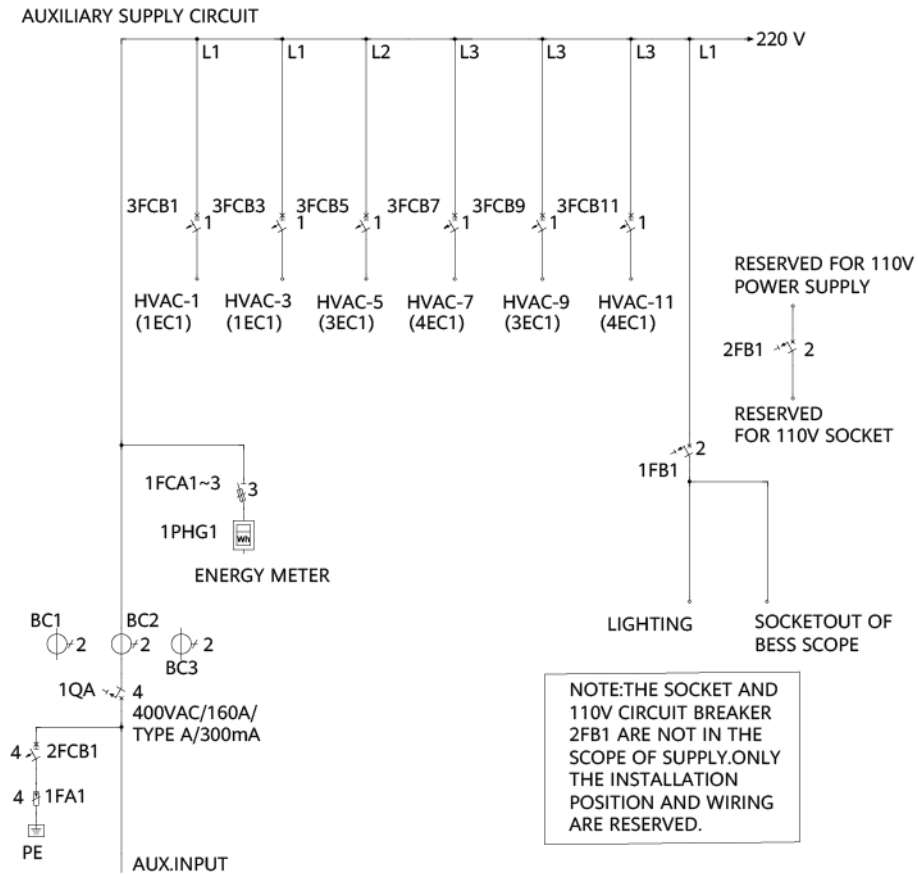 AUXILIARY SUPPLY CIRCUIT
220 V
L1 L1 L2 L3 L3 L3 L1
3FCB1 1 3FCB3 1 3FCB5 1 3FCB7 1 3FCB9 1 3FCB11 1
HVAC-1 HVAC-3 HVAC-5 HVAC-7 HVAC-9 HVAC-11
(1EC1) (1EC1) (3EC1) (4EC1) (3EC1) (4EC1)
RESERVED FOR 110V
POWER SUPPLY
2FB1 2
RESERVED
FOR 110V SOCKET
2
1FB1
1FCA1~3 3
1PHG1
Wh
ENERGY METER
LIGHTING
SOCKETOUT OF
BESS SCOPE
BC1 2
BC2 2
2
BC3
1QA 4
400VAC/160A/
TYPE A/300mA
4 2FCB1
4 1FA1
PE
AUX.INPUT
NOTE:THE SOCKET AND
110V CIRCUIT BREAKER
2FB1 ARE NOT IN THE
SCOPE OF SUPPLY.ONLY
THE INSTALLATION
POSITION AND WIRING
ARE RESERVED.